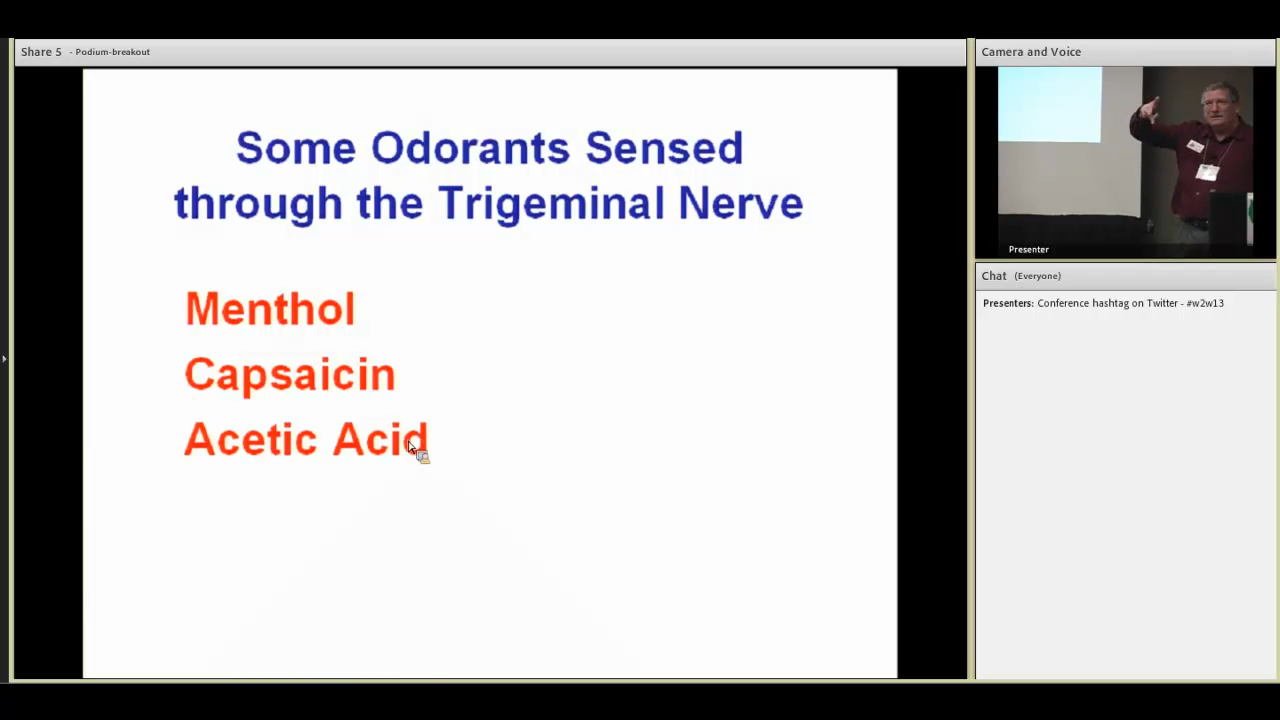 Share 5 - Podium-breakout
Some Odorants Sensed
through the Trigeminal Nerve
Menthol
Capsaicin
Acetic Acid
Camera and Voice
Presenter
Chat (Everyone)
Presenters: Conference hashtag on Twitter - #w2w13